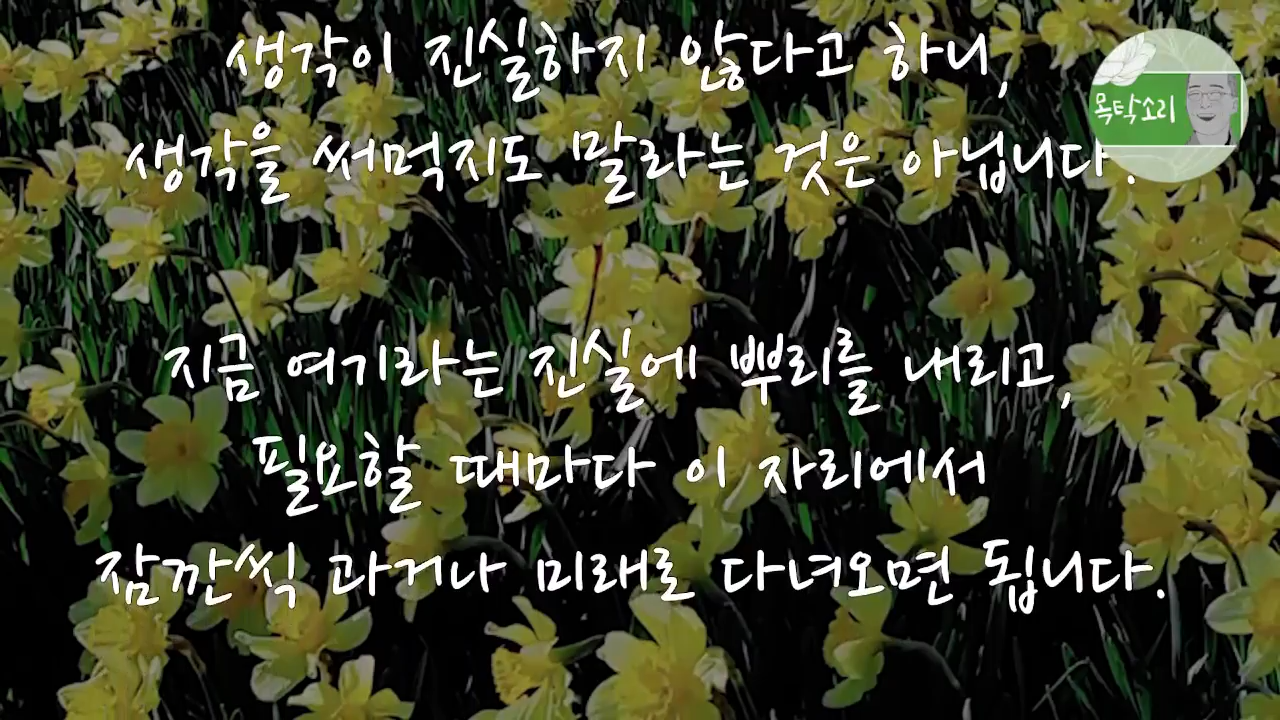 생각이 진실하지 않다고 하니,
생각을 써먹지도 말라는 것은 아닙니다.
목탁소리
지금 여기라는 진실에 뿌리를 내리고,
필요할 때마다 이 자리에서
잠깐씩 과거나 미래로 다녀오면 됩니다.